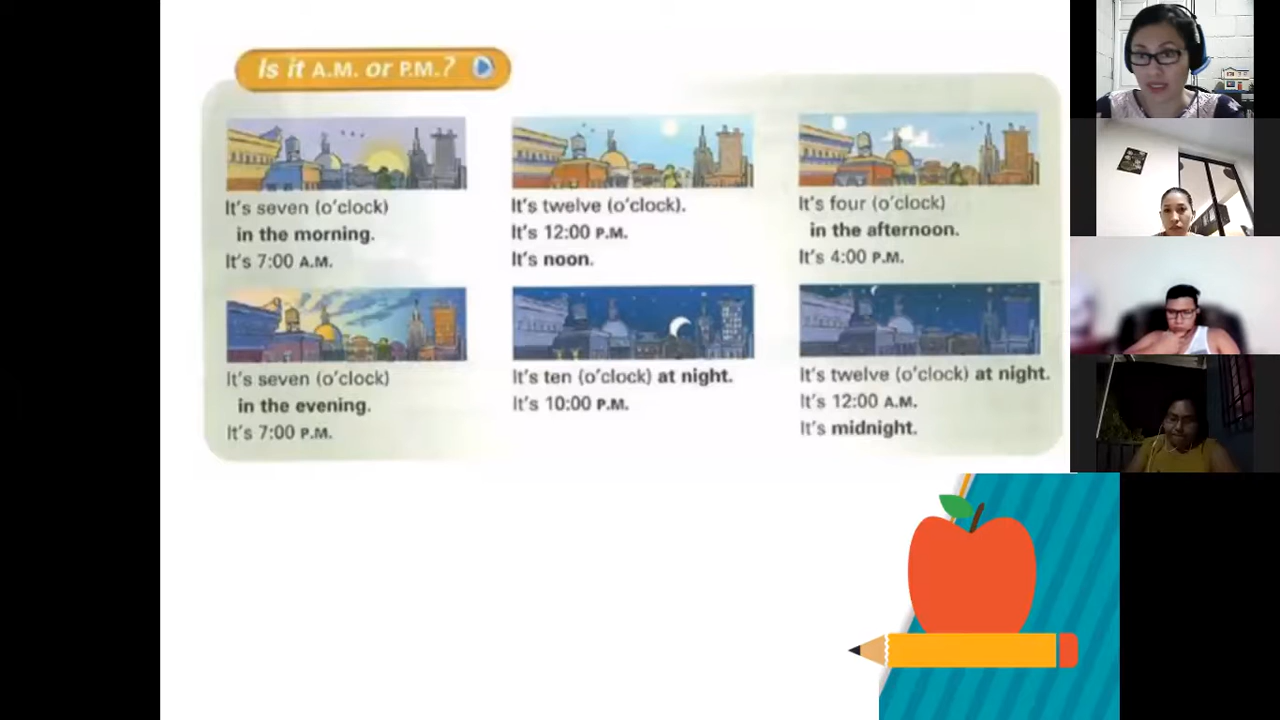 Is it A.M. or P.M.?
It's seven (o'clock)
in the morning.
It's 7:00 A.M.
It's twelve (o'clock).
It's 12:00 P.M.
It's noon.
It's four (o'clock)
in the afternoon.
It's 4:00 P.M.
It's seven (o'clock)
in the evening.
It's 7:00 P.M.
It's ten (o'clock) at night.
It's 10:00 P.M.
It's twelve (o'clock) at night.
It's 12:00 A.M.
It's midnight.